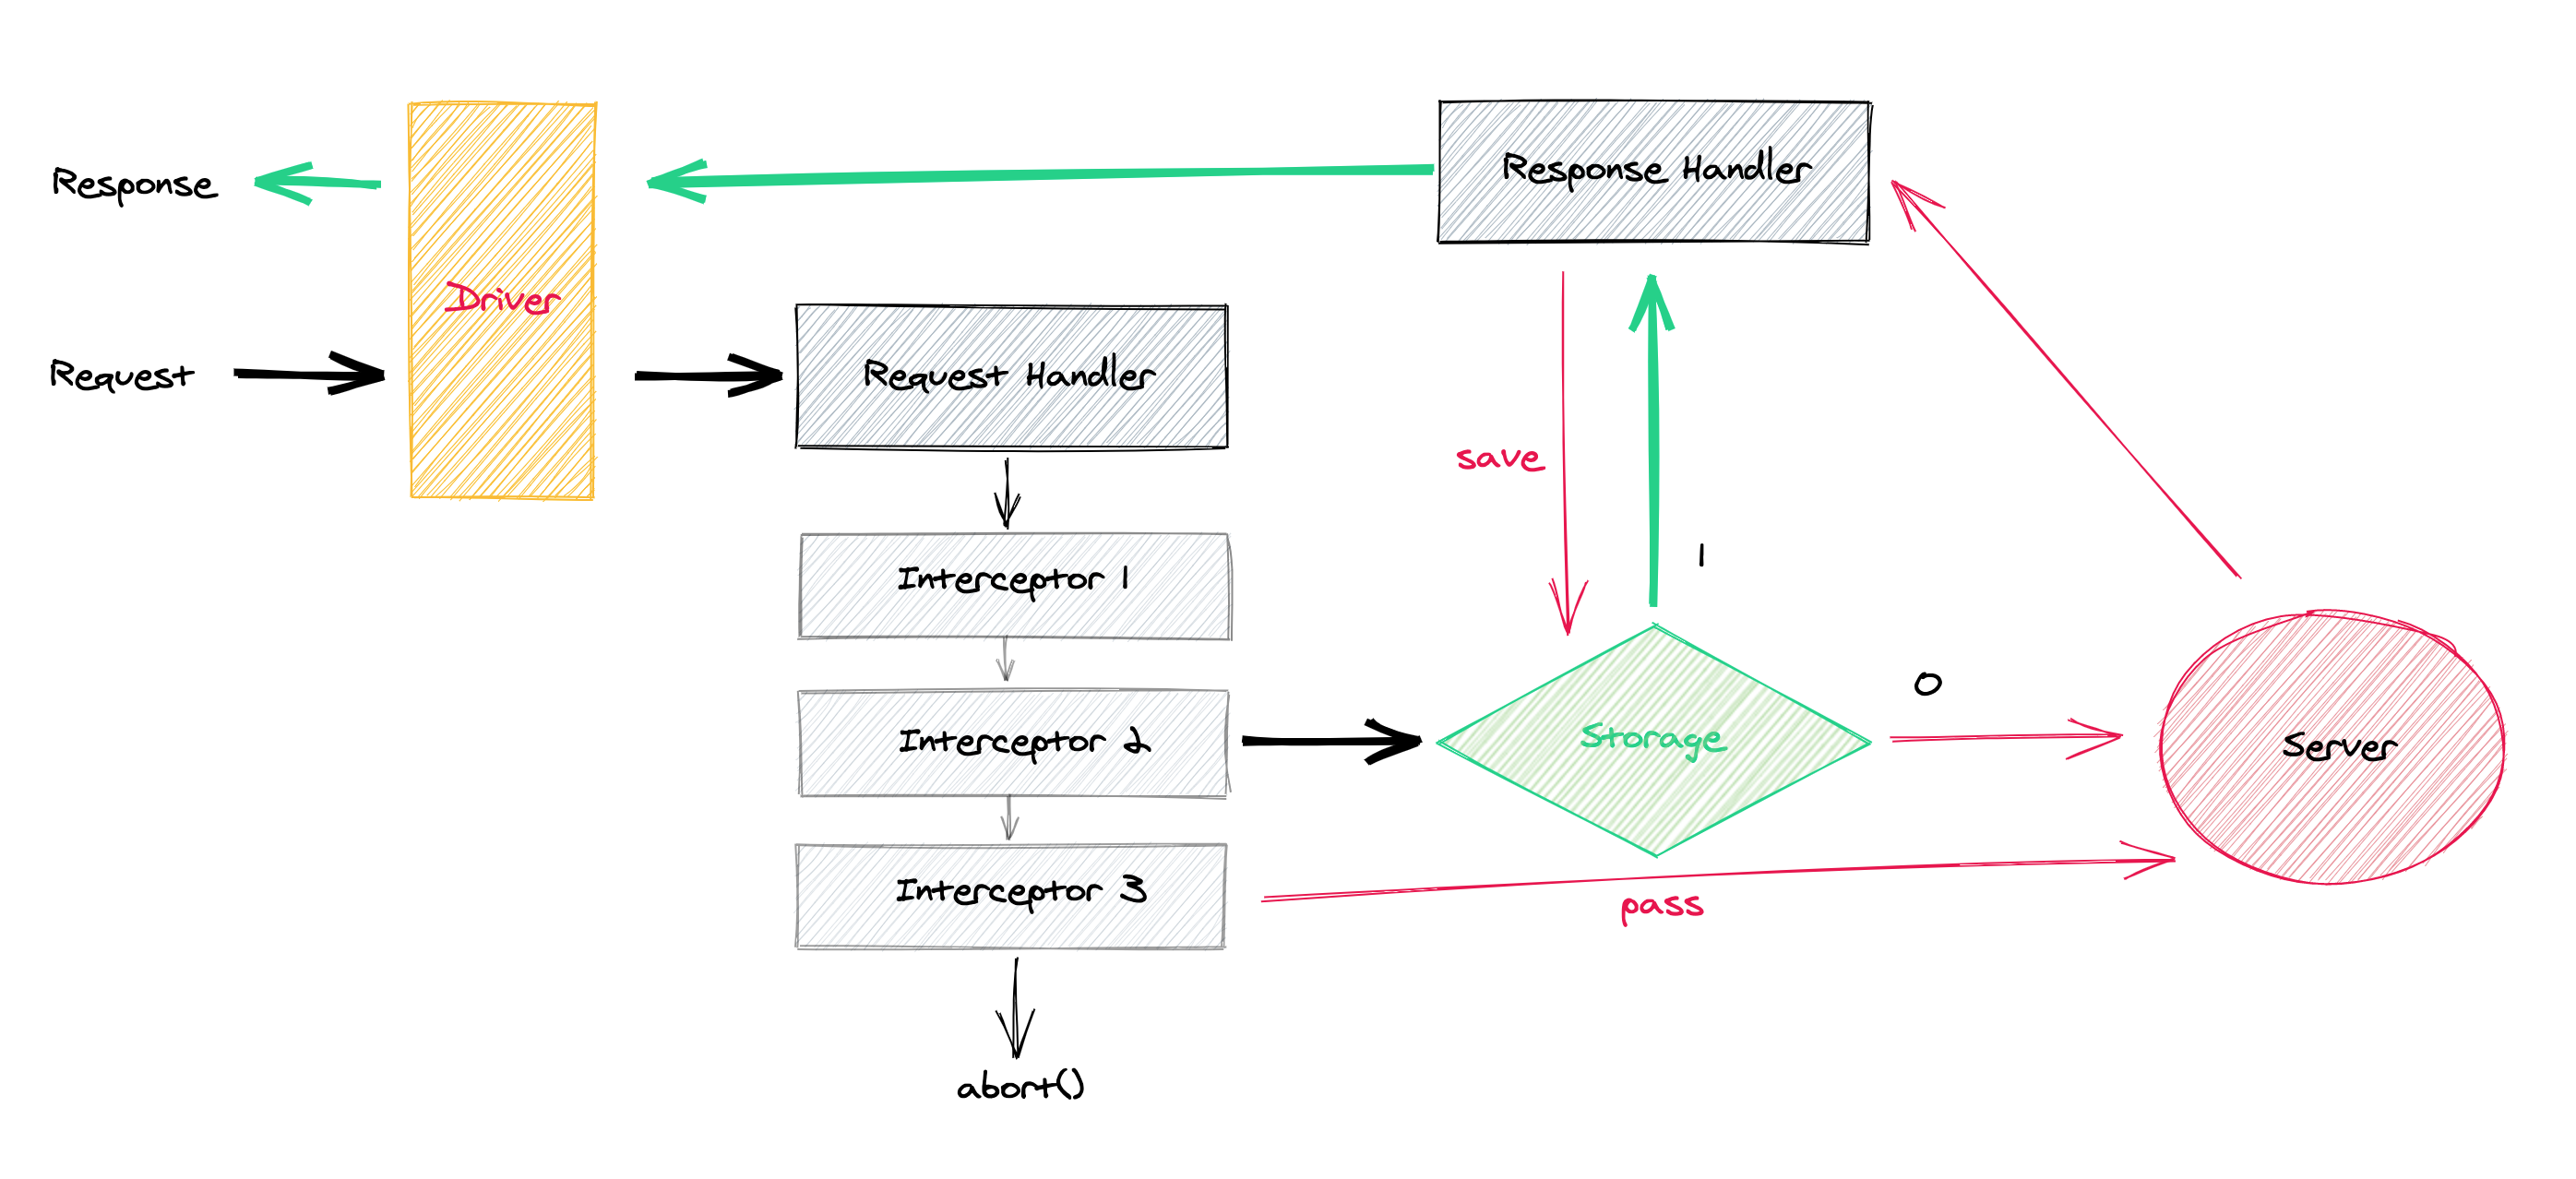 Response
Response Handler
Driver
Request
Request Handler
save
1
Interceptor 1
0
Interceptor 2
Storage
Server
Interceptor 3
pass
abort()